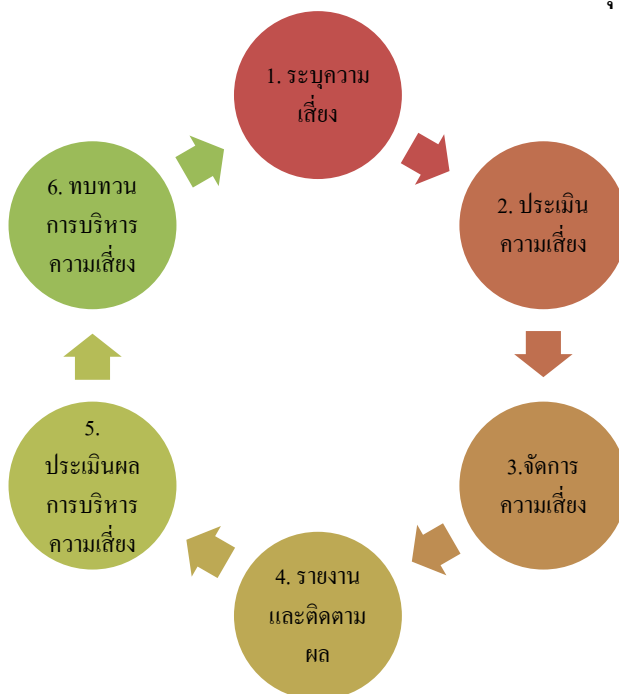 1. ระบุความ
เสี่ยง
2. ประเมิน
ความเสี่ยง
3.จัดการ
ความเสี่ยง
4. รายงาน
และติดตาม
ผล
5.
ประเมินผล
การบริหาร
ความเสี่ยง
6. ทบทวน
การบริหาร
ความเสี่ยง